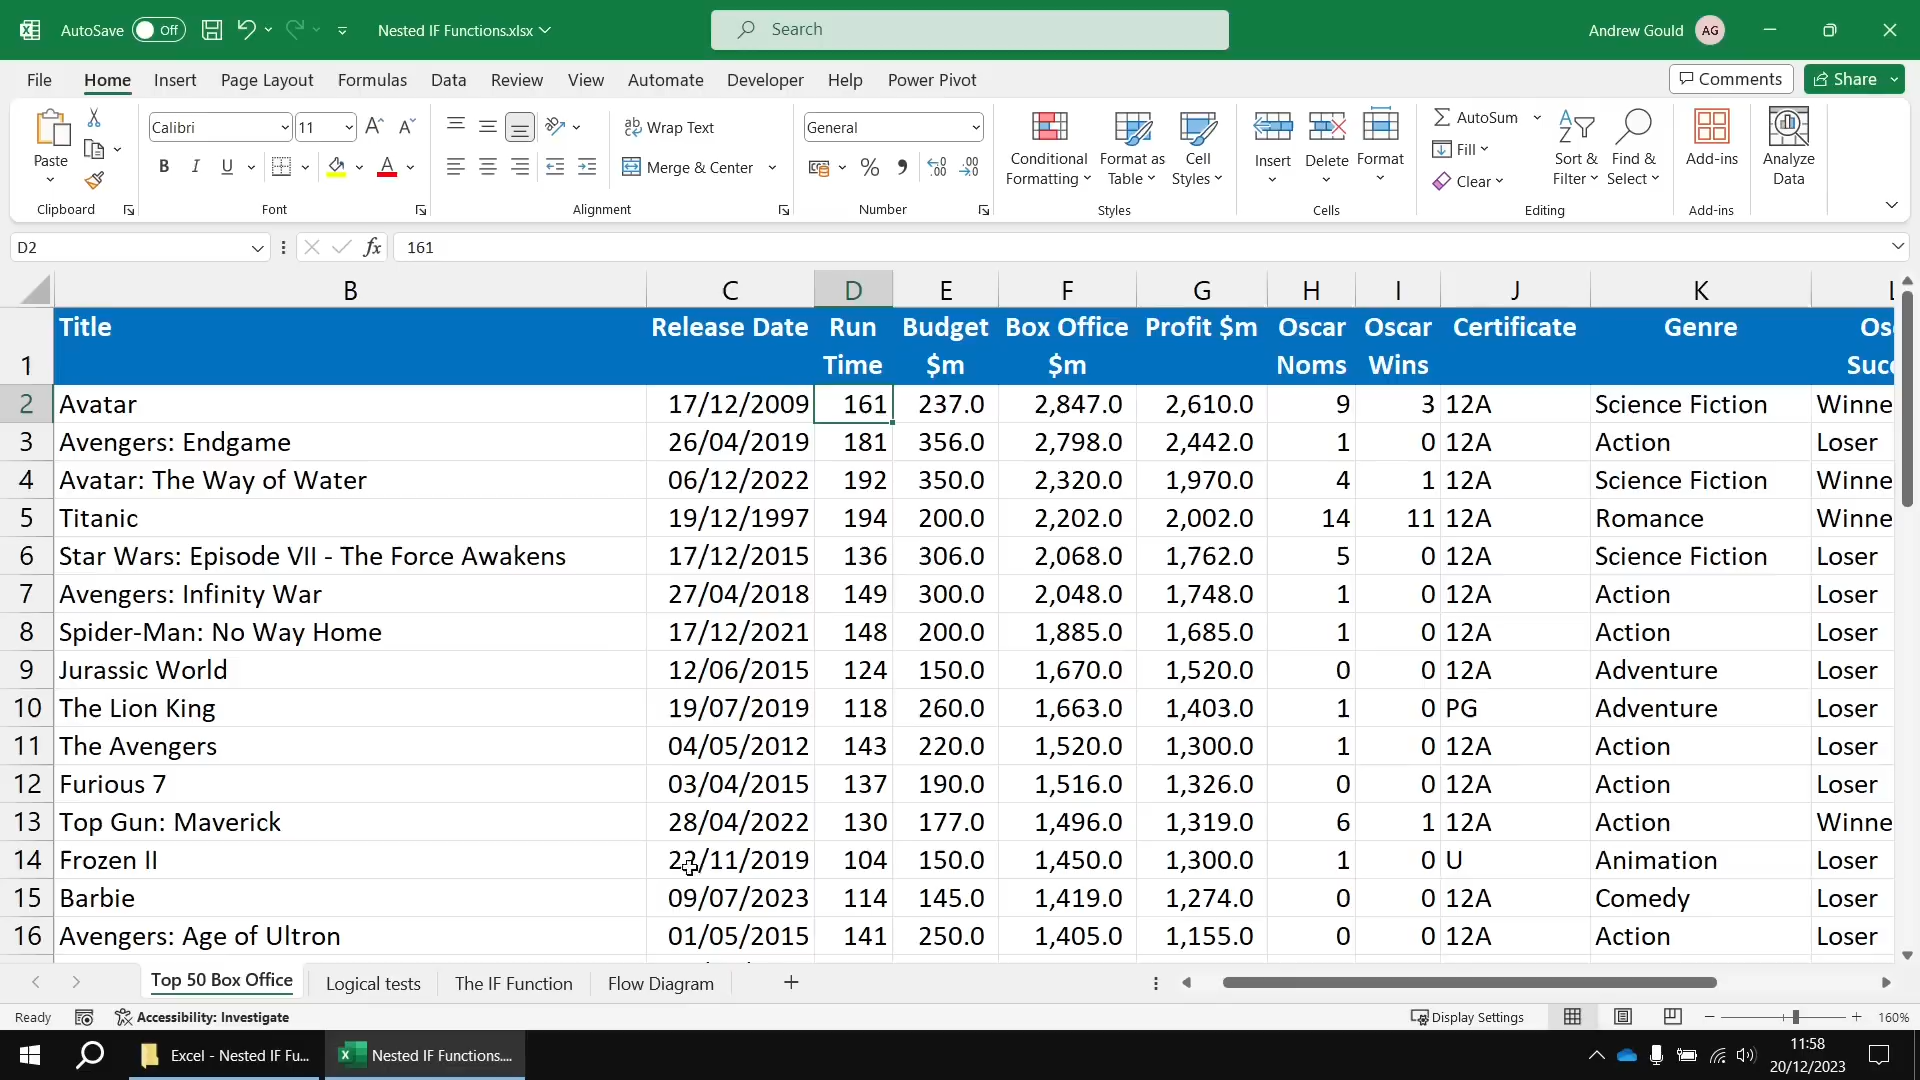 AutoSave Off Nested IF Functions.xlsx Search Andrew Gould AG
File Home Insert Page Layout Formulas Data Review View Automate Developer Help Power Pivot Comments Share
Paste Calibri 11 Wrap Text General Conditional Formatting Format as Table Cell Styles Insert Delete Format AutoSum Fill Clear Sort & Filter Find & Select Add-ins Analyze Data
B I U A Merge & Center %
Clipboard Font Alignment Number Styles Cells Editing Add-ins
D2 fx 161
B C D E F G H I J K L
1 Title Release Date Run Time Budget $m Box Office $m Profit $m Oscar Noms Oscar Wins Certificate Genre
2 Avatar 17/12/2009 161 237.0 2,847.0 2,610.0 9 3 12A Science Fiction Winne
3 Avengers: Endgame 26/04/2019 181 356.0 2,798.0 2,442.0 1 0 12A Action Loser
4 Avatar: The Way of Water 06/12/2022 192 350.0 2,320.0 1,970.0 4 1 12A Science Fiction Winne
5 Titanic 19/12/1997 194 200.0 2,202.0 2,002.0 14 11 12A Romance Winne
6 Star Wars: Episode VII - The Force Awakens 17/12/2015 136 306.0 2,068.0 1,762.0 5 0 12A Science Fiction Loser
7 Avengers: Infinity War 27/04/2018 149 300.0 2,048.0 1,748.0 1 0 12A Action Loser
8 Spider-Man: No Way Home 17/12/2021 148 200.0 1,885.0 1,685.0 1 0 12A Action Loser
9 Jurassic World 12/06/2015 124 150.0 1,670.0 1,520.0 0 0 12A Adventure Loser
10 The Lion King 19/07/2019 118 260.0 1,663.0 1,403.0 1 0 PG Adventure Loser
11 The Avengers 04/05/2012 143 220.0 1,520.0 1,300.0 1 0 12A Action Loser
12 Furious 7 03/04/2015 137 190.0 1,516.0 1,326.0 0 0 12A Action Loser
13 Top Gun: Maverick 28/04/2022 130 177.0 1,496.0 1,319.0 6 1 12A Action Winne
14 Frozen II /11/2019 104 150.0 1,450.0 1,300.0 1 0 U Animation Loser
15 Barbie 09/07/2023 114 145.0 1,419.0 1,274.0 0 0 12A Comedy Loser
16 Avengers: Age of Ultron 01/05/2015 141 250.0 1,405.0 1,155.0 0 0 12A Action Loser
Top 50 Box Office Logical tests The IF Function Flow Diagram
Ready Accessibility: Investigate Display Settings 160%
Excel - Nested IF Fu... Nested IF Functions.... 11:58
20/12/2023